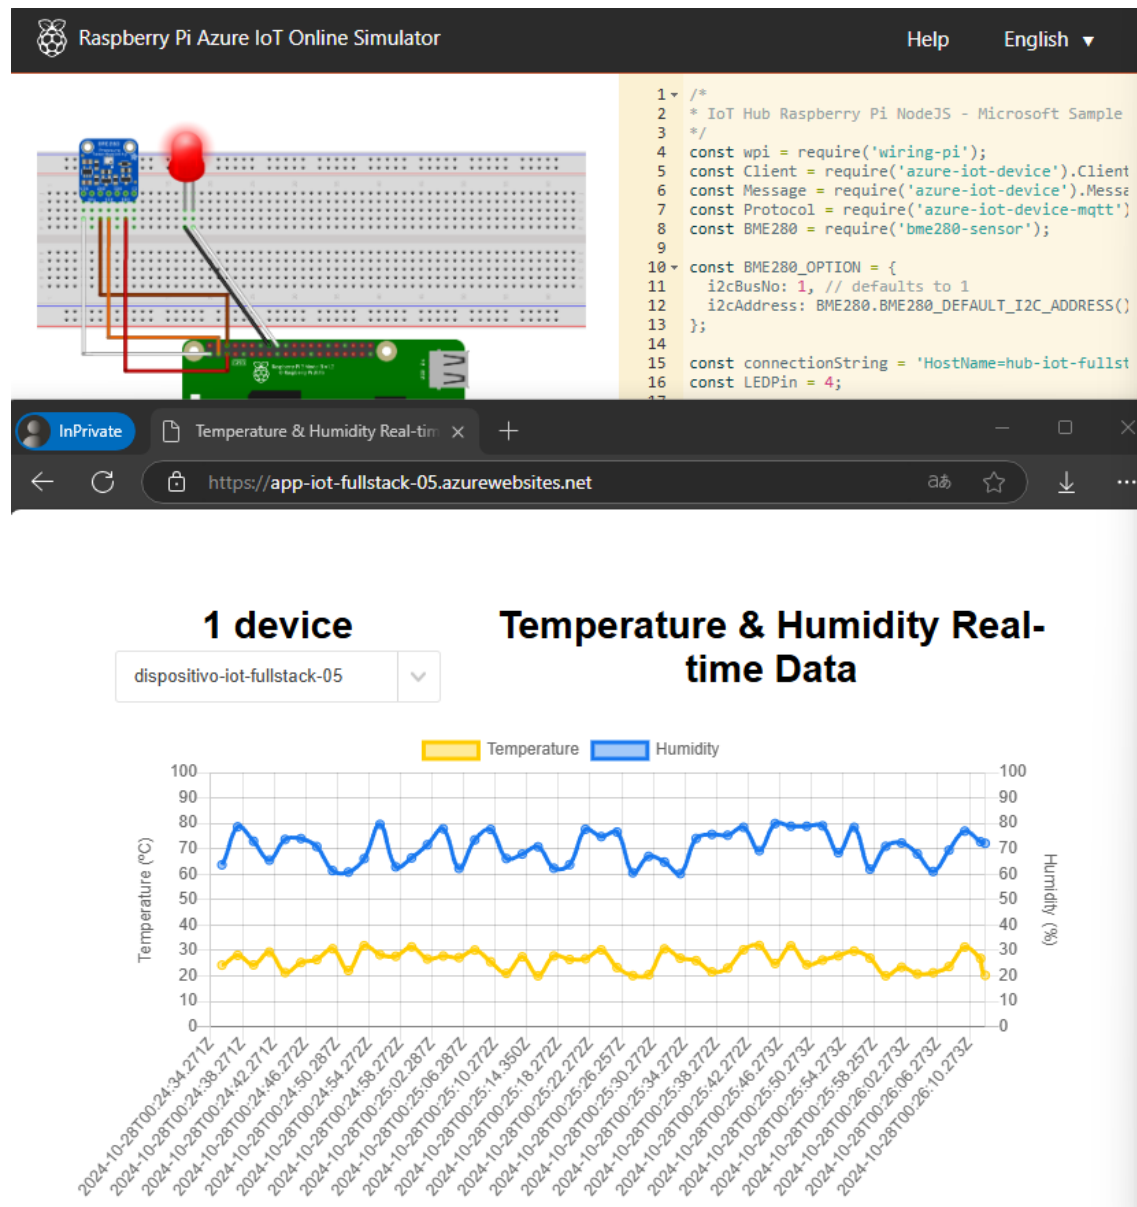 Raspberry Pi Azure IoT Online Simulator
Help
English ▼
1 /*
2 * IoT Hub Raspberry Pi NodeJS - Microsoft Sample
3 */
4 const wpi = require('wiring-pi');
5 const Client = require('azure-iot-device').Client
6 const Message = require('azure-iot-device').Messa
7 const Protocol = require('azure-iot-device-mqtt')
8 const BME280 = require('bme280-sensor');
9
10 const BME280_OPTION = {
11 i2cBusNo: 1, // defaults to 1
12 i2cAddress: BME280.BME280_DEFAULT_I2C_ADDRESS()
13 };
14
15 const connectionString = 'HostName=hub-iot-fullst
16 const LEDPin = 4;
17
InPrivate
Temperature & Humidity Real-tim
https://app-iot-fullstack-05.azurewebsites.net
aあ
1 device
dispositivo-iot-fullstack-05
Temperature & Humidity Real-
time Data
Temperature
Humidity
100
90
80
70
60
50
40
30
20
10
0
Temperature (ºC)
100
90
80
70
60
50
40
30
20
10
0
Humidity (%)
2024-10-28T00:24:34.271Z
2024-10-28T00:24:38.271Z
2024-10-28T00:24:42.271Z
2024-10-28T00:24:46.272Z
2024-10-28T00:24:50.287Z
2024-10-28T00:24:54.272Z
2024-10-28T00:24:58.272Z
2024-10-28T00:25:02.287Z
2024-10-28T00:25:06.287Z
2024-10-28T00:25:10.272Z
2024-10-28T00:25:14.350Z
2024-10-28T00:25:18.272Z
2024-10-28T00:25:22.272Z
2024-10-28T00:25:26.257Z
2024-10-28T00:25:30.272Z
2024-10-28T00:25:34.272Z
2024-10-28T00:25:38.272Z
2024-10-28T00:25:42.272Z
2024-10-28T00:25:46.273Z
2024-10-28T00:25:50.273Z
2024-10-28T00:25:54.273Z
2024-10-28T00:25:58.257Z
2024-10-28T00:26:02.273Z
2024-10-28T00:26:06.273Z
2024-10-28T00:26:10.273Z